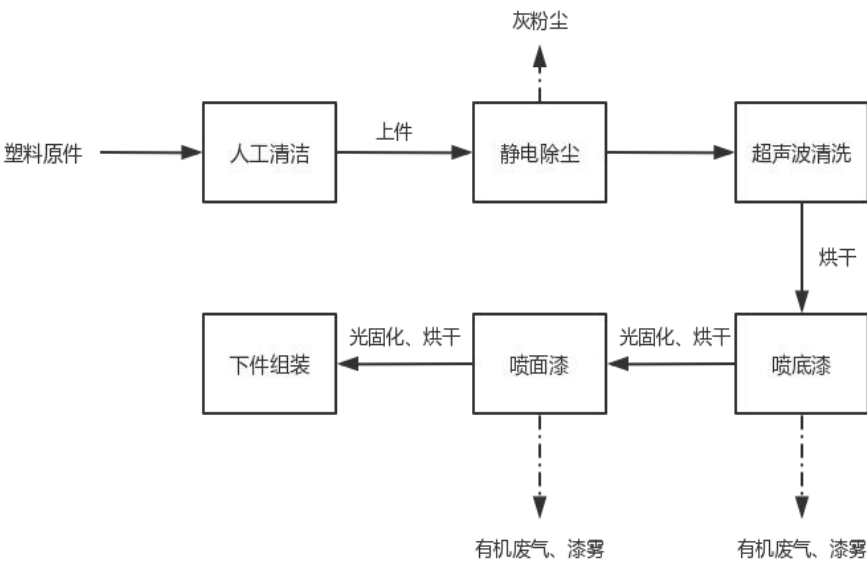 灰粉尘
塑料原件
人工清洁
上件
静电除尘
超声波清洗
烘干
下件组装
光固化、烘干
喷面漆
光固化、烘干
喷底漆
有机废气、漆雾
有机废气、漆雾